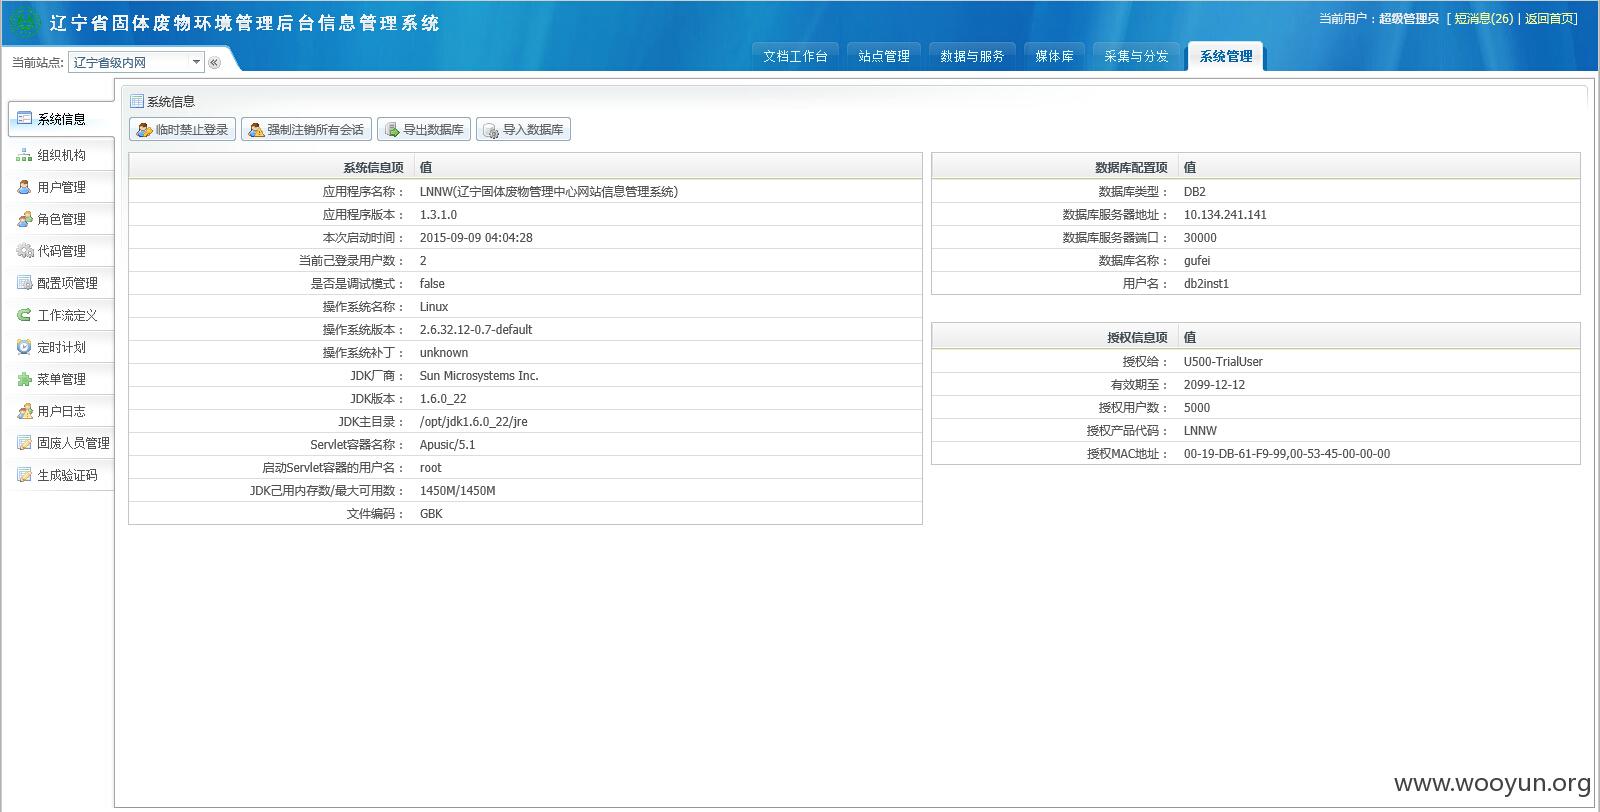 辽宁省固体废物环境管理后台信息管理系统
当前用户：超级管理员 [ 短消息(26) | 返回首页]
当前站点: 辽宁省级内网
文档工作台 站点管理 数据与服务 媒体库 采集与分发 系统管理
系统信息
组织机构
用户管理
角色管理
代码管理
配置项管理
工作流定义
定时计划
菜单管理
用户日志
固废人员管理
生成验证码
系统信息
临时禁止登录 强制注销所有会话 导出数据库 导入数据库
系统信息项 值
应用程序名称： LNNW(辽宁固体废物管理中心网站信息管理系统)
应用程序版本： 1.3.1.0
本次启动时间： 2015-09-09 04:04:28
当前已登录用户数： 2
是否是调试模式： false
操作系统名称： Linux
操作系统版本： 2.6.32.12-0.7-default
操作系统补丁： unknown
JDK厂商： Sun Microsystems Inc.
JDK版本： 1.6.0_22
JDK主目录： /opt/jdk1.6.0_22/jre
Servlet容器名称： Apusic/5.1
启动Servlet容器的用户名： root
JDK已用内存数/最大可用数： 1450M/1450M
文件编码： GBK
数据库配置项 值
数据库类型： DB2
数据库服务器地址： 10.134.241.141
数据库服务器端口： 30000
数据库名称： gufei
用户名： db2inst1
授权信息项 值
授权给： U500-TrialUser
有效期至： 2099-12-12
授权用户数： 5000
授权产品代码： LNNW
授权MAC地址： 00-19-DB-61-F9-99,00-53-45-00-00-00
www.wooyun.org